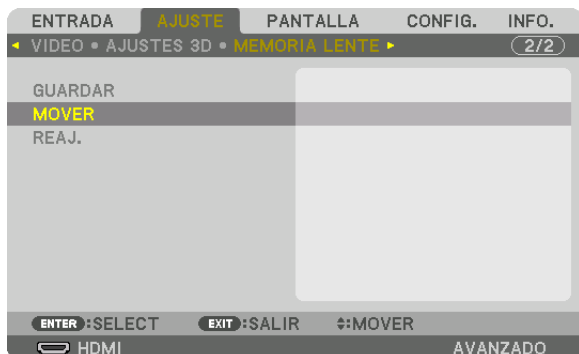 ENTRADA AJUSTE PANTALLA CONFIG. INFO.
VIDEO • AJUSTES 3D • MEMORIA LENTE 2/2
GUARDAR
MOVER
REAJ.
ENTER :SELECT EXIT :SALIR :MOVER
HDMI AVANZADO